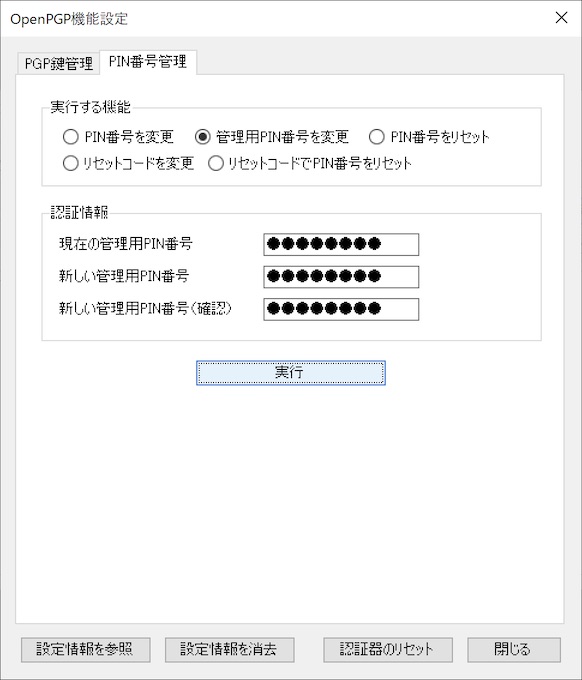 OpenPGP機能設定
PGP鍵管理 PIN番号管理
実行する機能
PIN番号を変更 管理用PIN番号を変更 PIN番号をリセット
リセットコードを変更 リセットコードでPIN番号をリセット
認証情報
現在の管理用PIN番号 ●●●●●●●●
新しい管理用PIN番号 ●●●●●●●●
新しい管理用PIN番号(確認) ●●●●●●●●
実行
設定情報を参照 設定情報を消去 認証器のリセット 閉じる